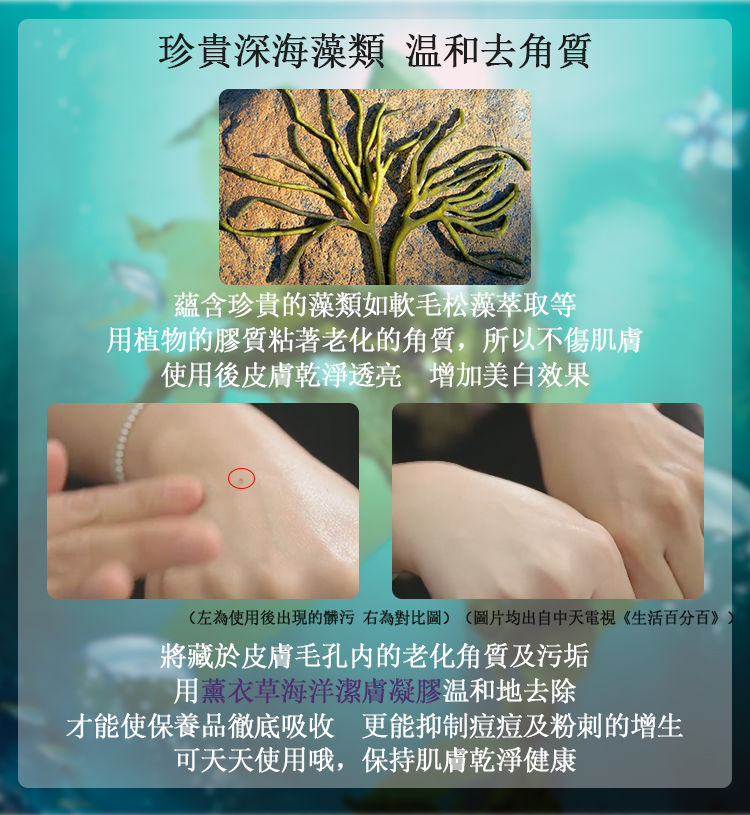 珍貴深海藻類 温和去角質
蘊含珍貴的藻類如軟毛松藻萃取等
用植物的膠質粘著老化的角質，所以不傷肌膚
使用後皮膚乾淨透亮　增加美白效果
（左為使用後出現的髒污 右為對比圖）（圖片均出自中天電視《生活百分百》）
將藏於皮膚毛孔內的老化角質及污垢
用薰衣草海洋潔膚凝膠温和地去除
才能使保養品徹底吸收　更能抑制痘痘及粉刺的增生
可天天使用哦，保持肌膚乾淨健康